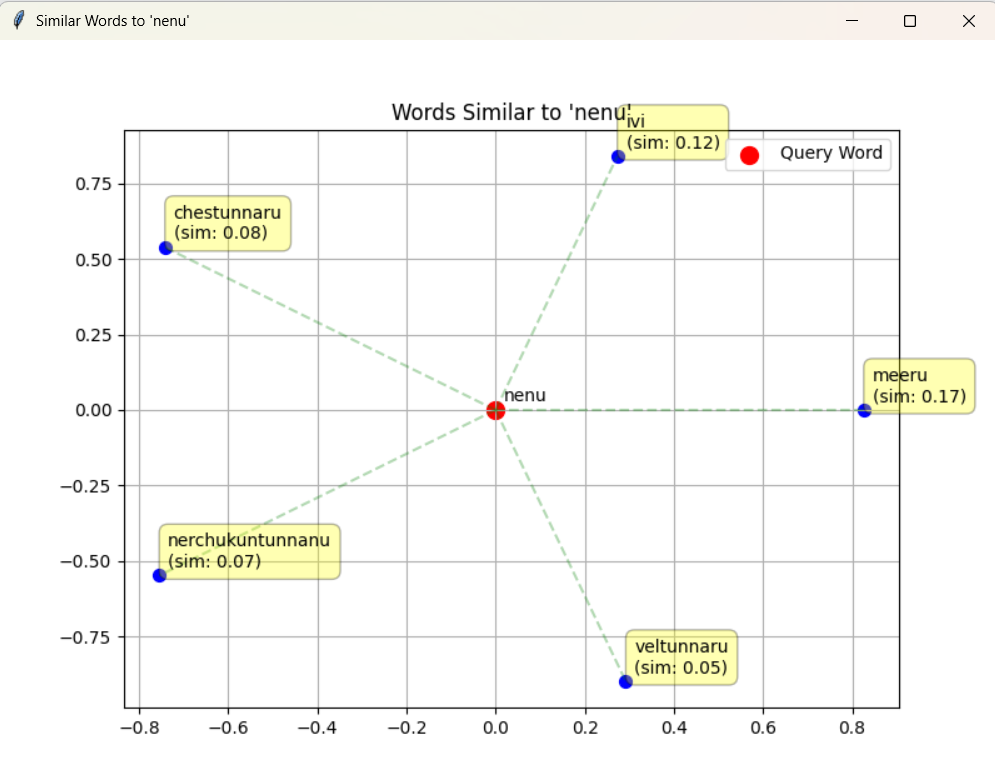 Similar Words to 'nenu'
Words Similar to 'nenu'
ivi
(sim: 0.12)
Query Word
chestunnaru
(sim: 0.08)
meeru
(sim: 0.17)
nenu
nerchukuntunnanu
(sim: 0.07)
veltunnaru
(sim: 0.05)
0.75
0.50
0.25
0.00
−0.25
−0.50
−0.75
−0.8 −0.6 −0.4 −0.2 0.0 0.2 0.4 0.6 0.8